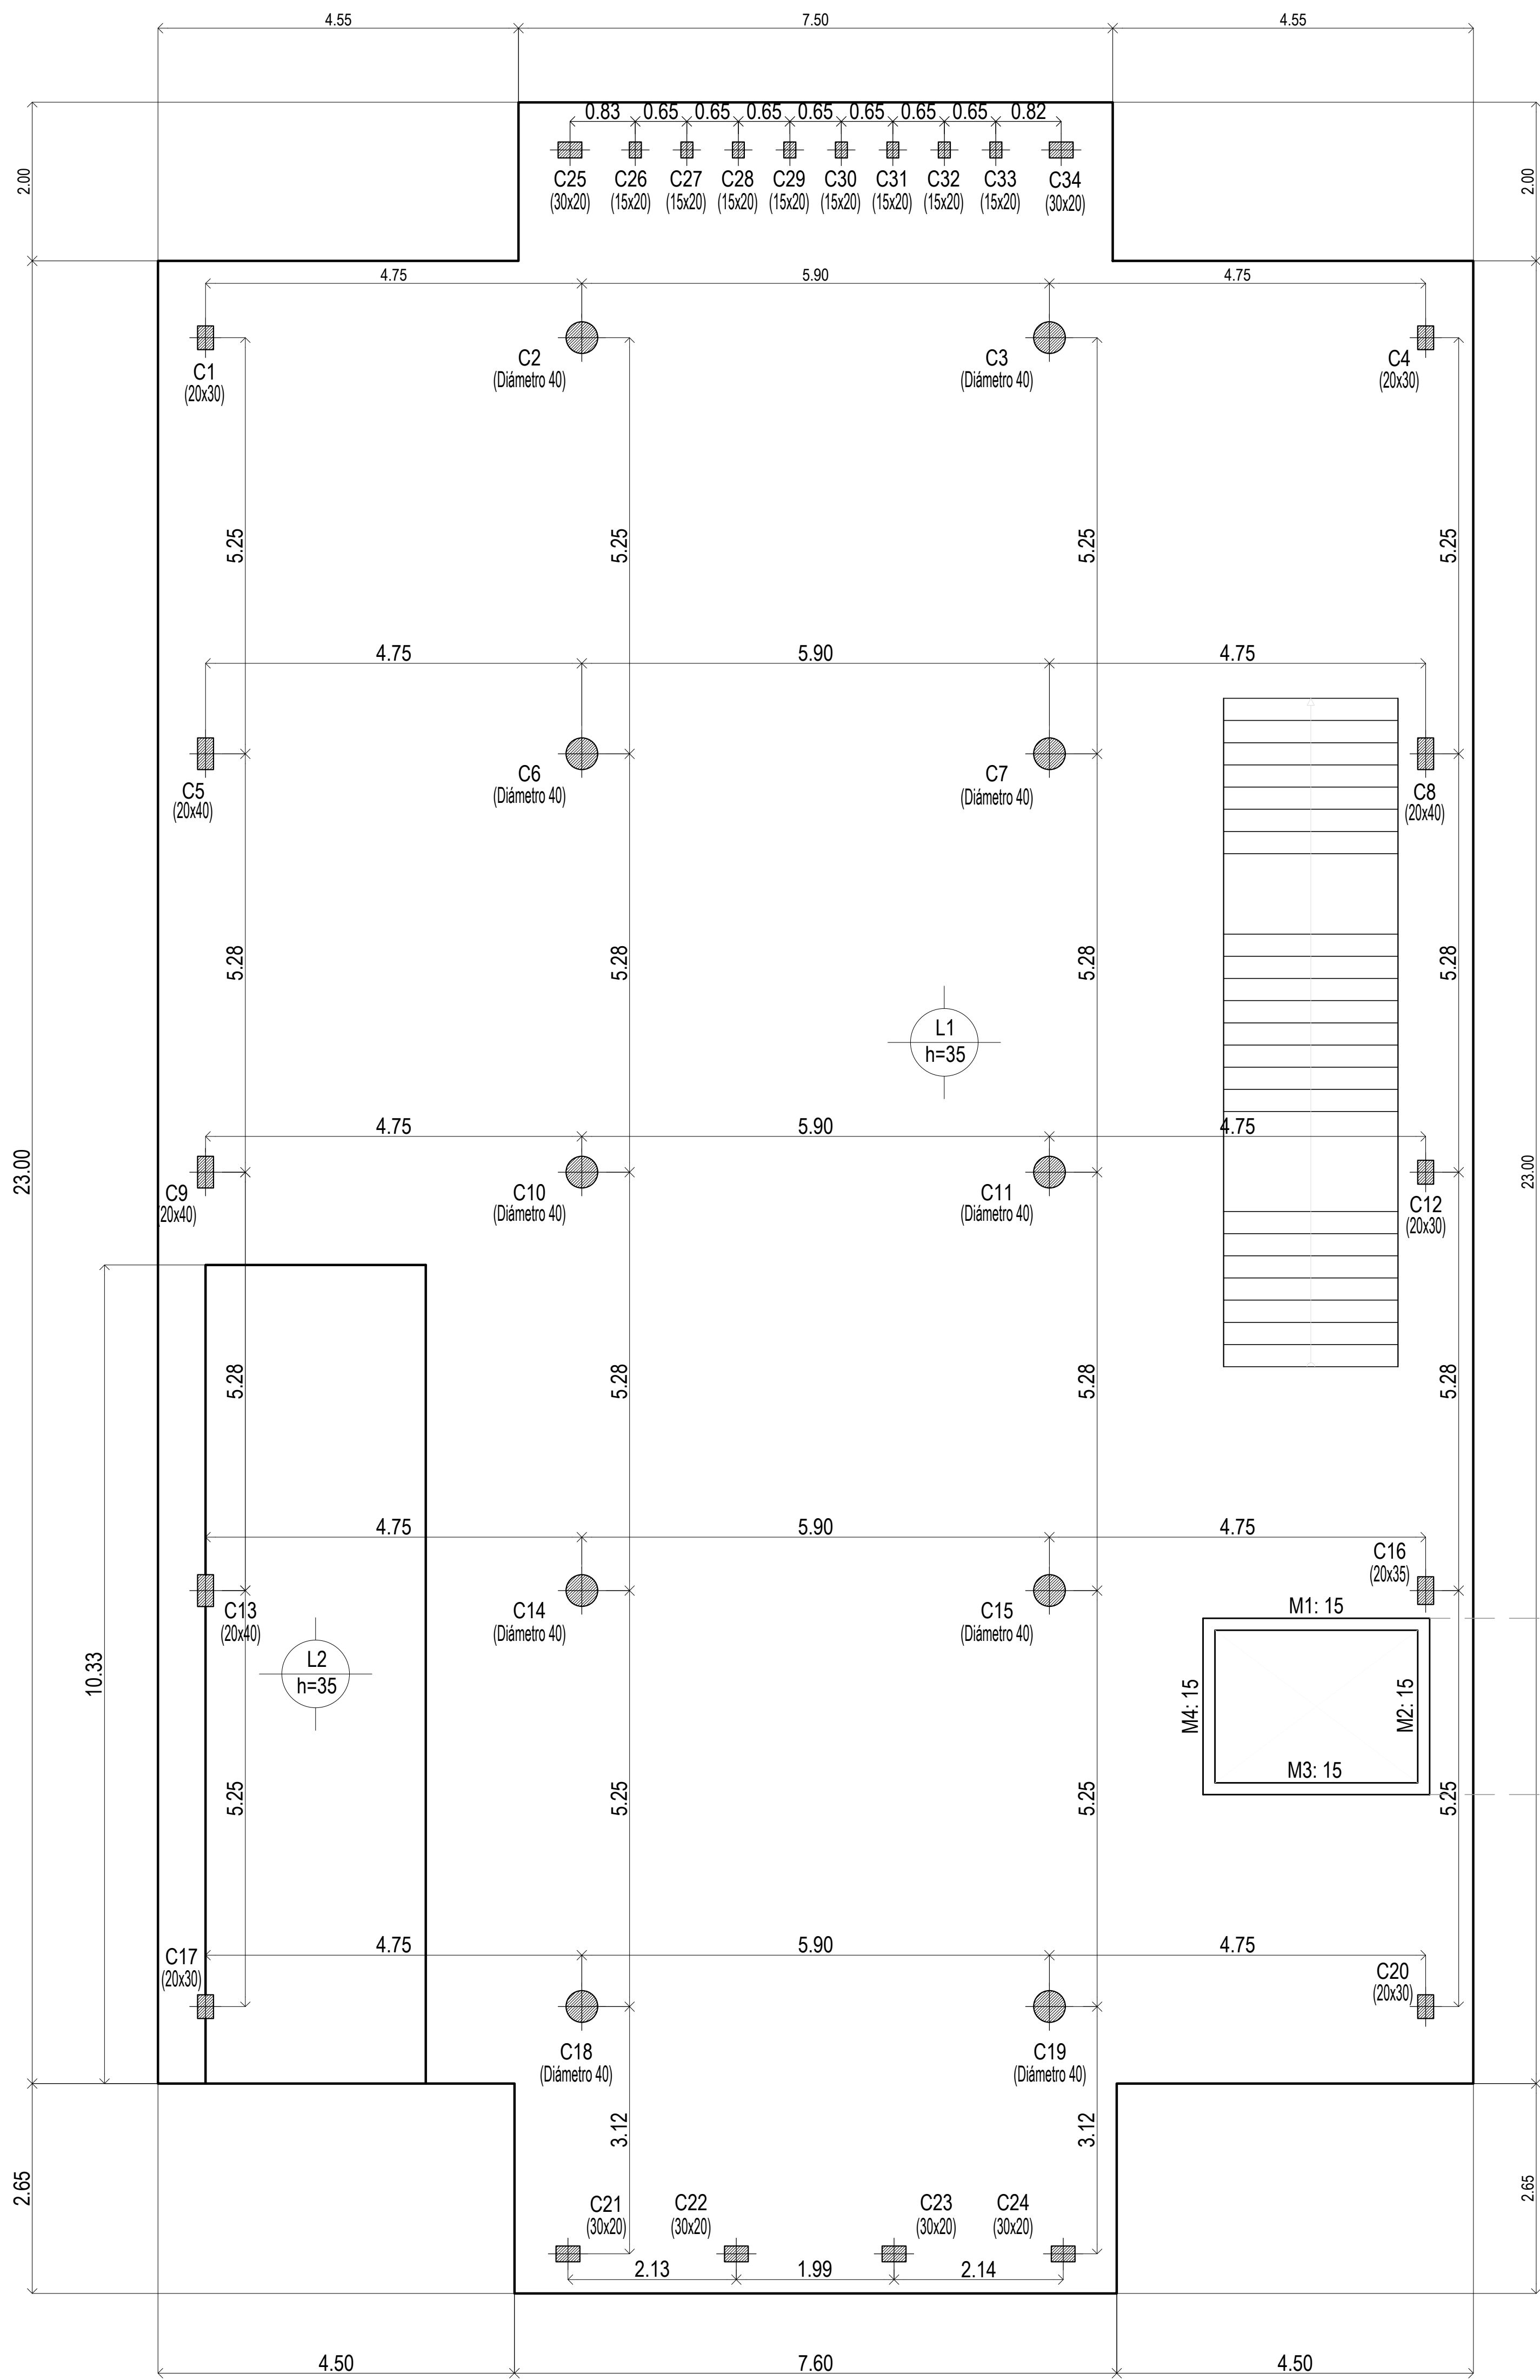 4.55 7.50 4.55
0.83 0.65 0.65 0.65 0.65 0.65 0.65 0.65 0.82
2.00 2.00
C25 C26 C27 C28 C29 C30 C31 C32 C33 C34
(30x20) (15x20) (15x20) (15x20) (15x20) (15x20) (15x20) (15x20) (15x20) (30x20)
4.75 5.90 4.75
C1 C2 C3 C4
(20x30) (Diámetro 40) (Diámetro 40) (20x30)
5.25 5.25 5.25 5.25
4.75 5.90 4.75
C5 C6 C7 C8
(20x40) (Diámetro 40) (Diámetro 40) (20x40)
5.28 5.28 5.28 5.28
L1
h=35
4.75 5.90 4.75
23.00 23.00
C9 C10 C11 C12
(20x40) (Diámetro 40) (Diámetro 40) (20x30)
5.28 5.28 5.28 5.28
4.75 5.90 4.75
C16
(20x35)
C13 C14 C15
(20x40) (Diámetro 40) (Diámetro 40)
M1: 15
10.33
L2
h=35
M4: 15 M2: 15
M3: 15
5.25 5.25 5.25 5.25
4.75 5.90 4.75
C17 C20
(20x30) (20x30)
C18 C19
(Diámetro 40) (Diámetro 40)
3.12 3.12
2.65 2.65
C21 C22 C23 C24
(30x20) (30x20) (30x20) (30x20)
2.13 1.99 2.14
4.50 7.60 4.50